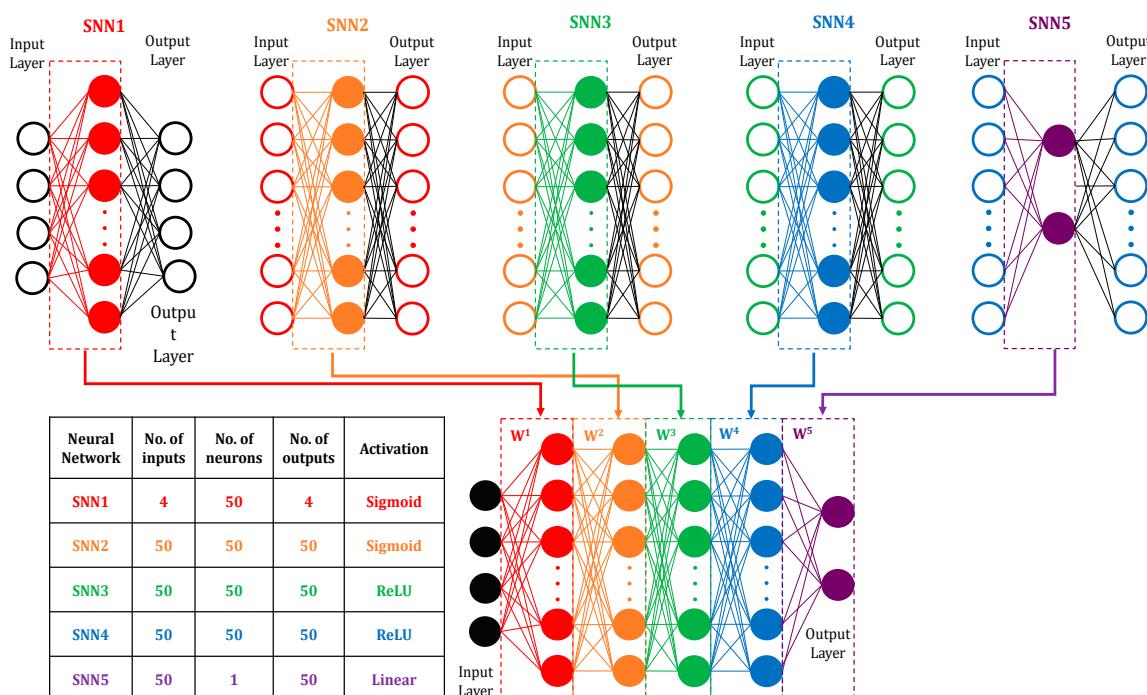 SNN1
SNN2
SNN3
SNN4
SNN5
Input
Layer
Output
Layer
Input
Layer
Output
Layer
Input
Layer
Output
Layer
Input
Layer
Output
Layer
Input
Layer
Output
Layer
Outpu
t
Layer
Neural Network No. of inputs No. of neurons No. of outputs Activation
SNN1 4 50 4 Sigmoid
SNN2 50 50 50 Sigmoid
SNN3 50 50 50 ReLU
SNN4 50 50 50 ReLU
SNN5 50 1 50 Linear
W¹ W² W³ W⁴ W⁵
Input
Layer
Output
Layer